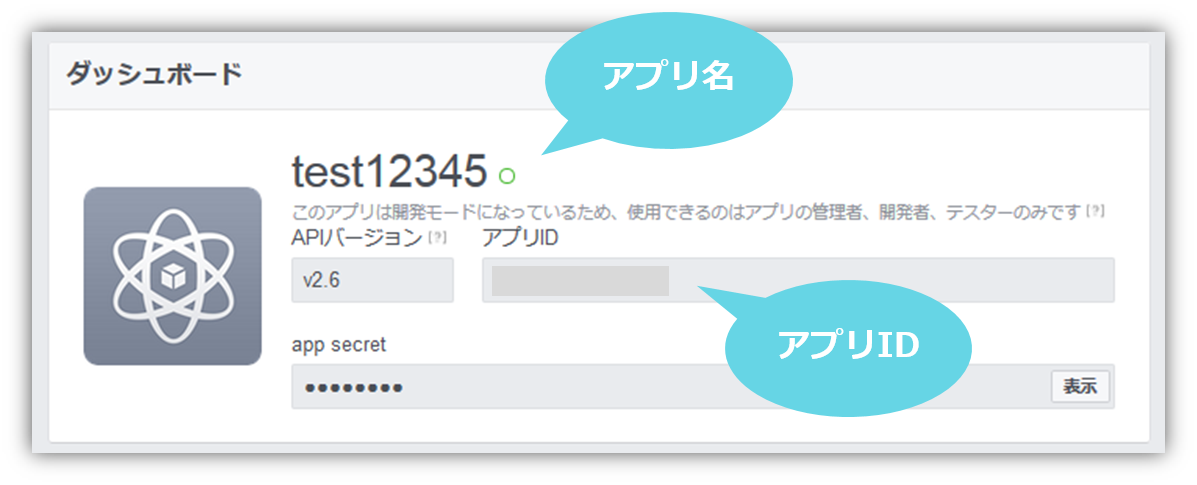 ダッシュボード
アプリ名
test12345
このアプリは開発モードになっているため、使用できるのはアプリの管理者、開発者、テスターのみです [?]
APIバージョン [?] アプリID
v2.6
アプリID
app secret
••••••••
表示